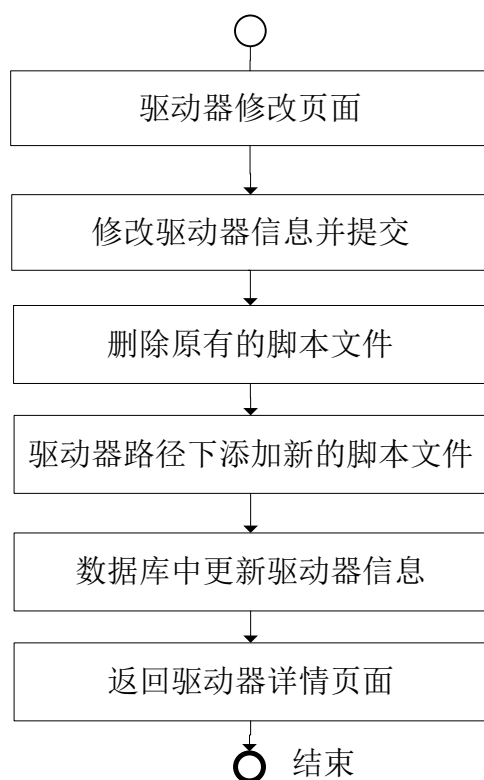 驱动器修改页面
修改驱动器信息并提交
删除原有的脚本文件
驱动器路径下添加新的脚本文件
数据库中更新驱动器信息
返回驱动器详情页面
结束